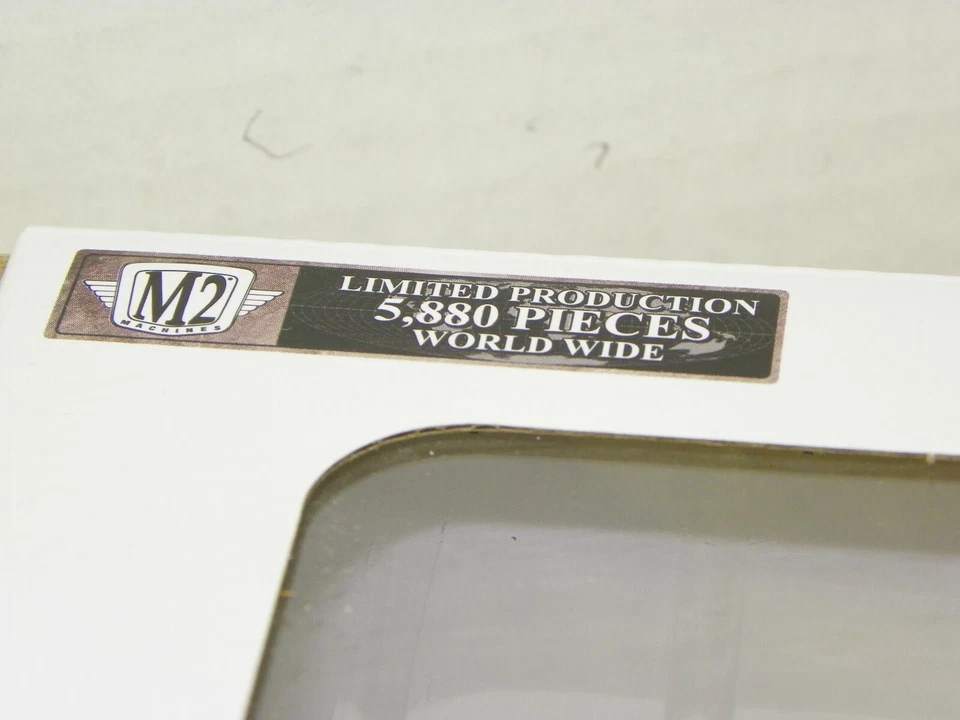 M2
MACHINES
LIMITED PRODUCTION
5,880 PIECES
WORLD WIDE